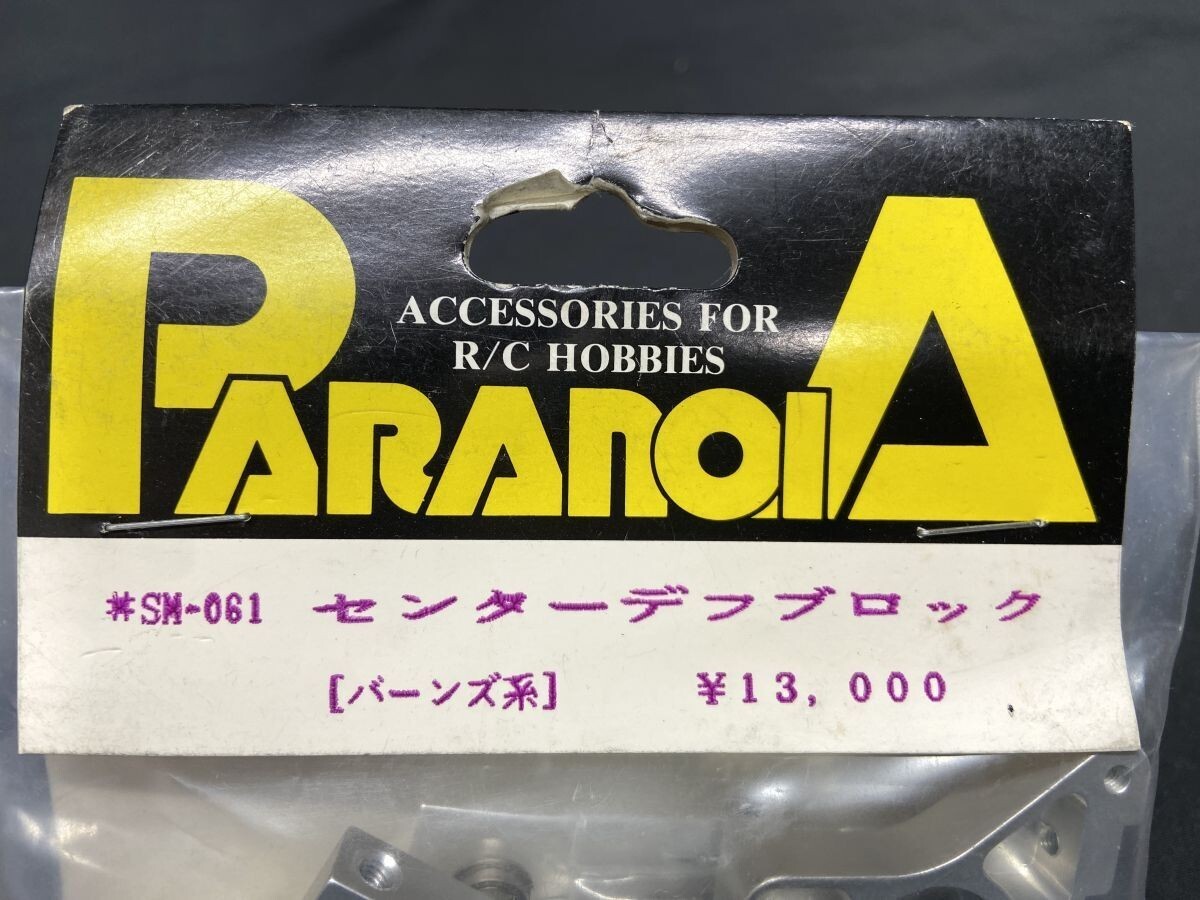 ACCESSORIES FOR
R/C HOBBIES
PARANOIA
*SM-061 センターデフブロック
[バーンズ系] ¥13,000